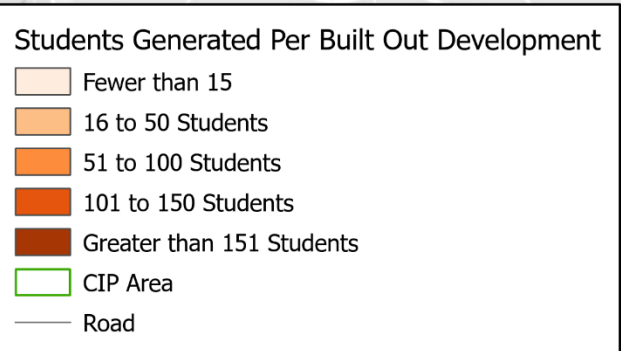 Students Generated Per Built Out Development
Fewer than 15
16 to 50 Students
51 to 100 Students
101 to 150 Students
Greater than 151 Students
CIP Area
Road